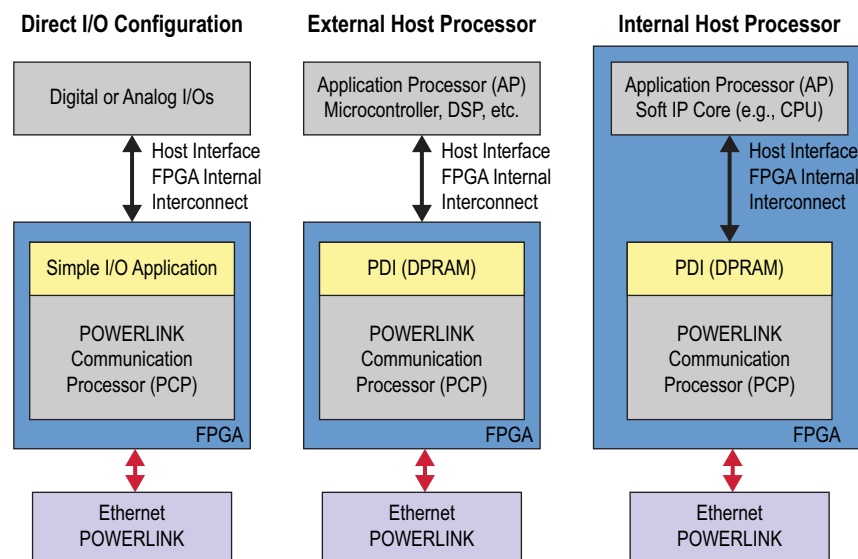 Direct I/O Configuration
Digital or Analog I/Os
Host Interface
FPGA Internal
Interconnect
Simple I/O Application
POWERLINK
Communication
Processor (PCP)
FPGA
Ethernet
POWERLINK
External Host Processor
Application Processor (AP)
Microcontroller, DSP, etc.
Host Interface
FPGA Internal
Interconnect
PDI (DPRAM)
POWERLINK
Communication
Processor (PCP)
FPGA
Ethernet
POWERLINK
Internal Host Processor
Application Processor (AP)
Soft IP Core (e.g., CPU)
Host Interface
FPGA Internal
Interconnect
PDI (DPRAM)
POWERLINK
Communication
Processor (PCP)
FPGA
Ethernet
POWERLINK